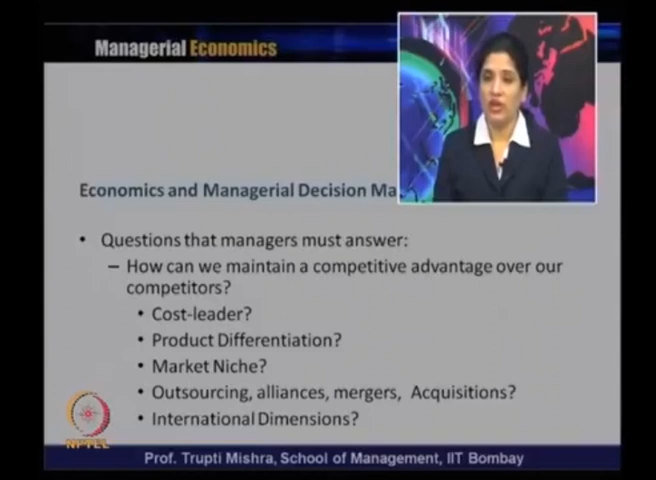 Managerial Economics
Economics and Managerial Decision Ma
• Questions that managers must answer:
– How can we maintain a competitive advantage over our
competitors?
• Cost-leader?
• Product Differentiation?
• Market Niche?
• Outsourcing, alliances, mergers, Acquisitions?
• International Dimensions?
NPTEL
Prof. Trupti Mishra, School of Management, IIT Bombay